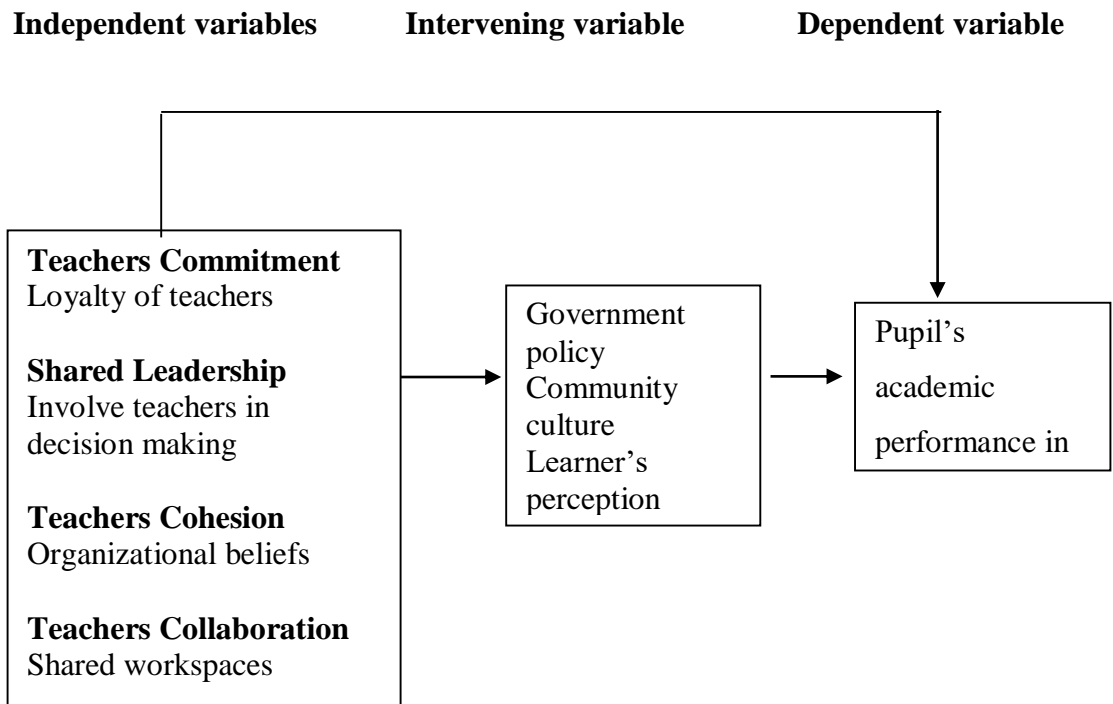 Independent variables Intervening variable Dependent variable
Teachers Commitment
Loyalty of teachers
Shared Leadership
Involve teachers in
decision making
Teachers Cohesion
Organizational beliefs
Teachers Collaboration
Shared workspaces
Government
policy
Community
culture
Learner’s
perception
Pupil’s
academic
performance in